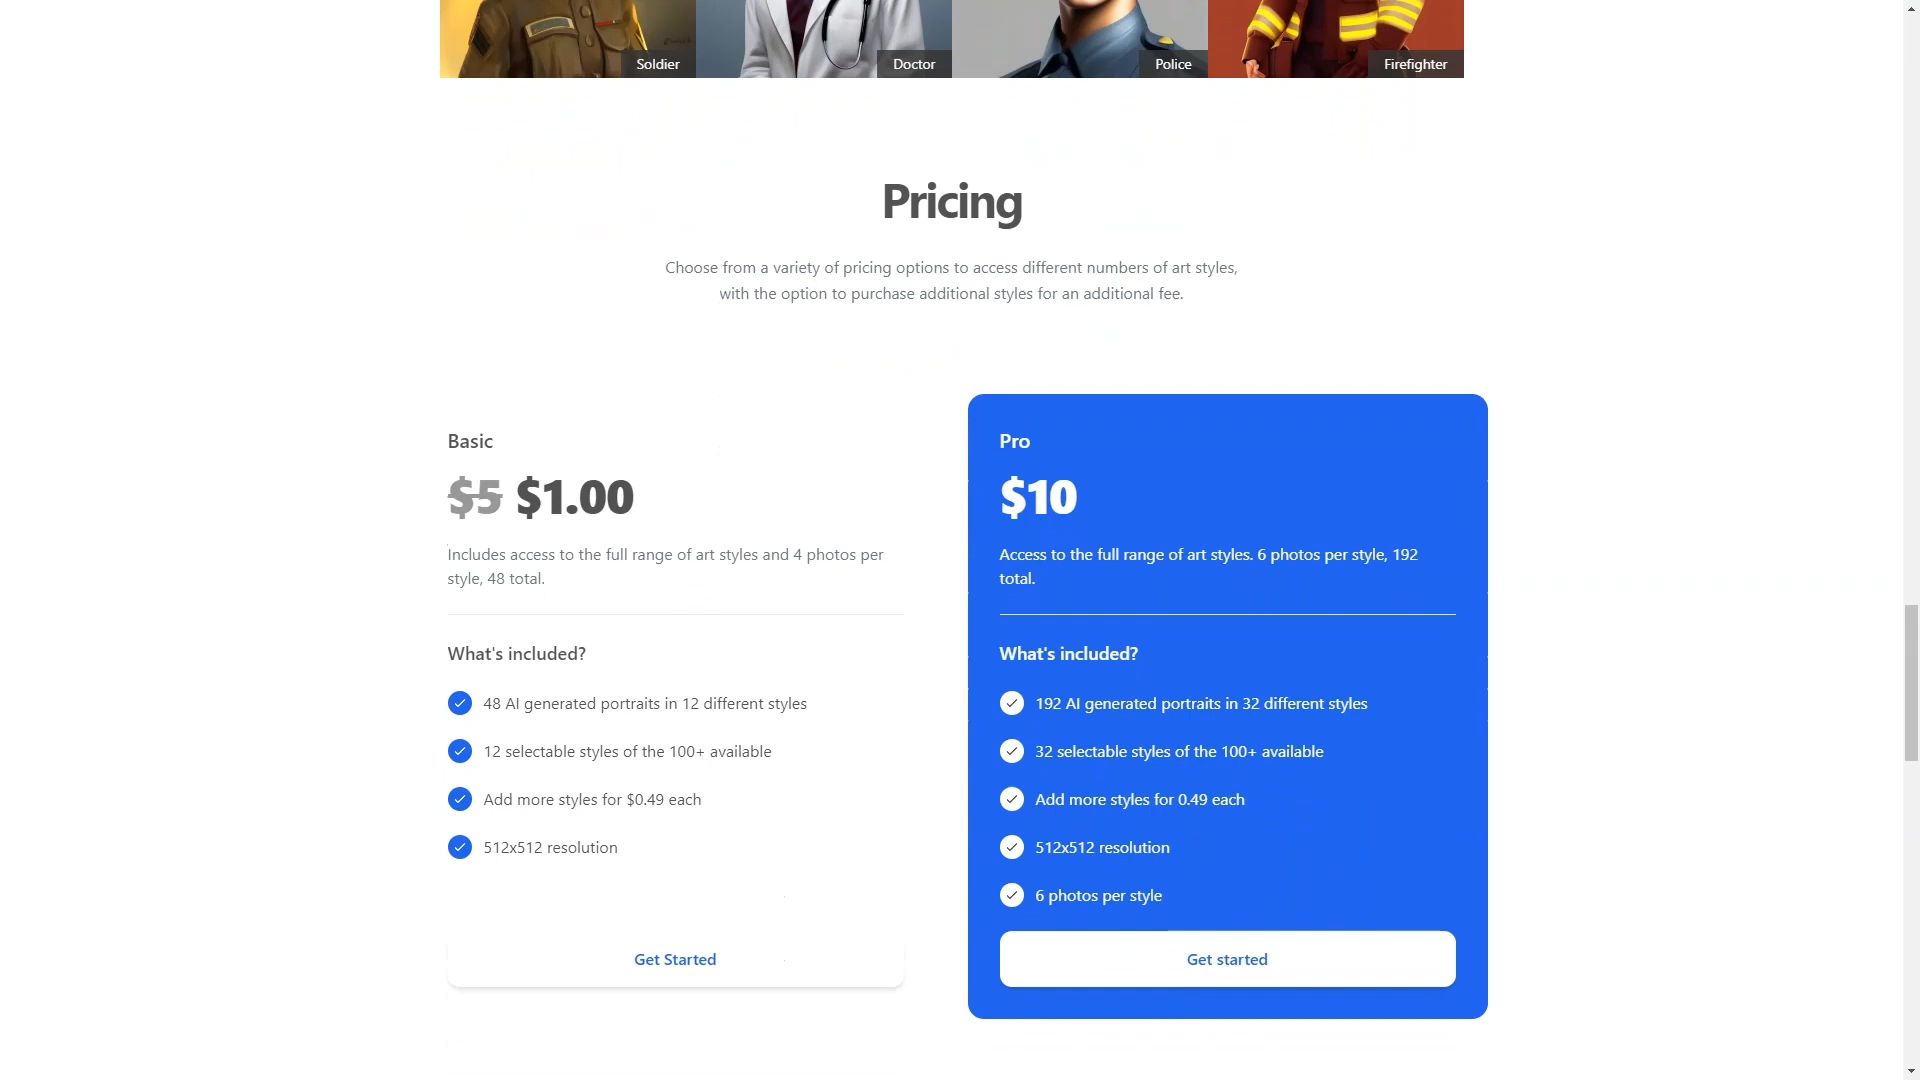 Soldier
Doctor
Police
Firefighter
Pricing
Choose from a variety of pricing options to access different numbers of art styles,
with the option to purchase additional styles for an additional fee.
Basic
$5 $1.00
Includes access to the full range of art styles and 4 photos per
style, 48 total.
What's included?
48 AI generated portraits in 12 different styles
12 selectable styles of the 100+ available
Add more styles for $0.49 each
512x512 resolution
Get Started
Pro
$10
Access to the full range of art styles. 6 photos per style, 192
total.
What's included?
192 AI generated portraits in 32 different styles
32 selectable styles of the 100+ available
Add more styles for 0.49 each
512x512 resolution
6 photos per style
Get started